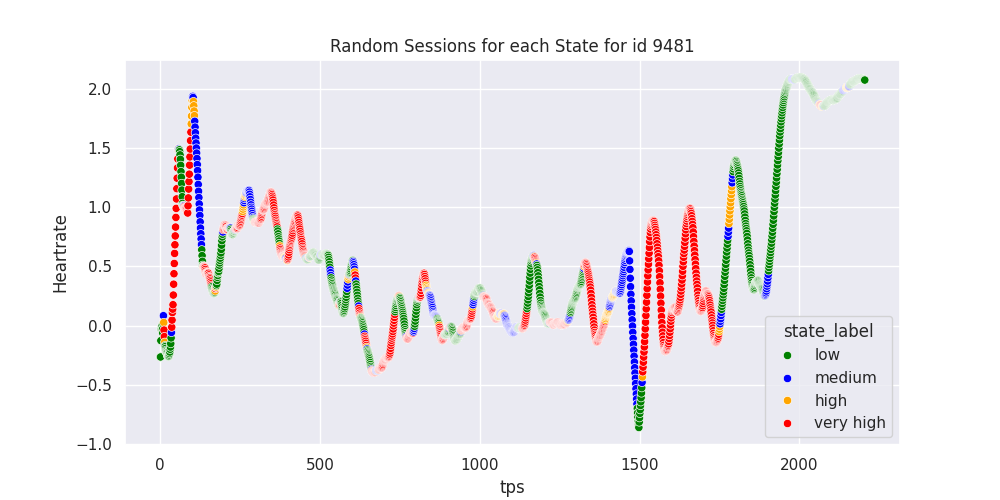 Random Sessions for each State for id 9481
Heartrate
2.0
1.5
1.0
0.5
0.0
−0.5
−1.0
0
500
1000
1500
2000
tps
state_label
low
medium
high
very high